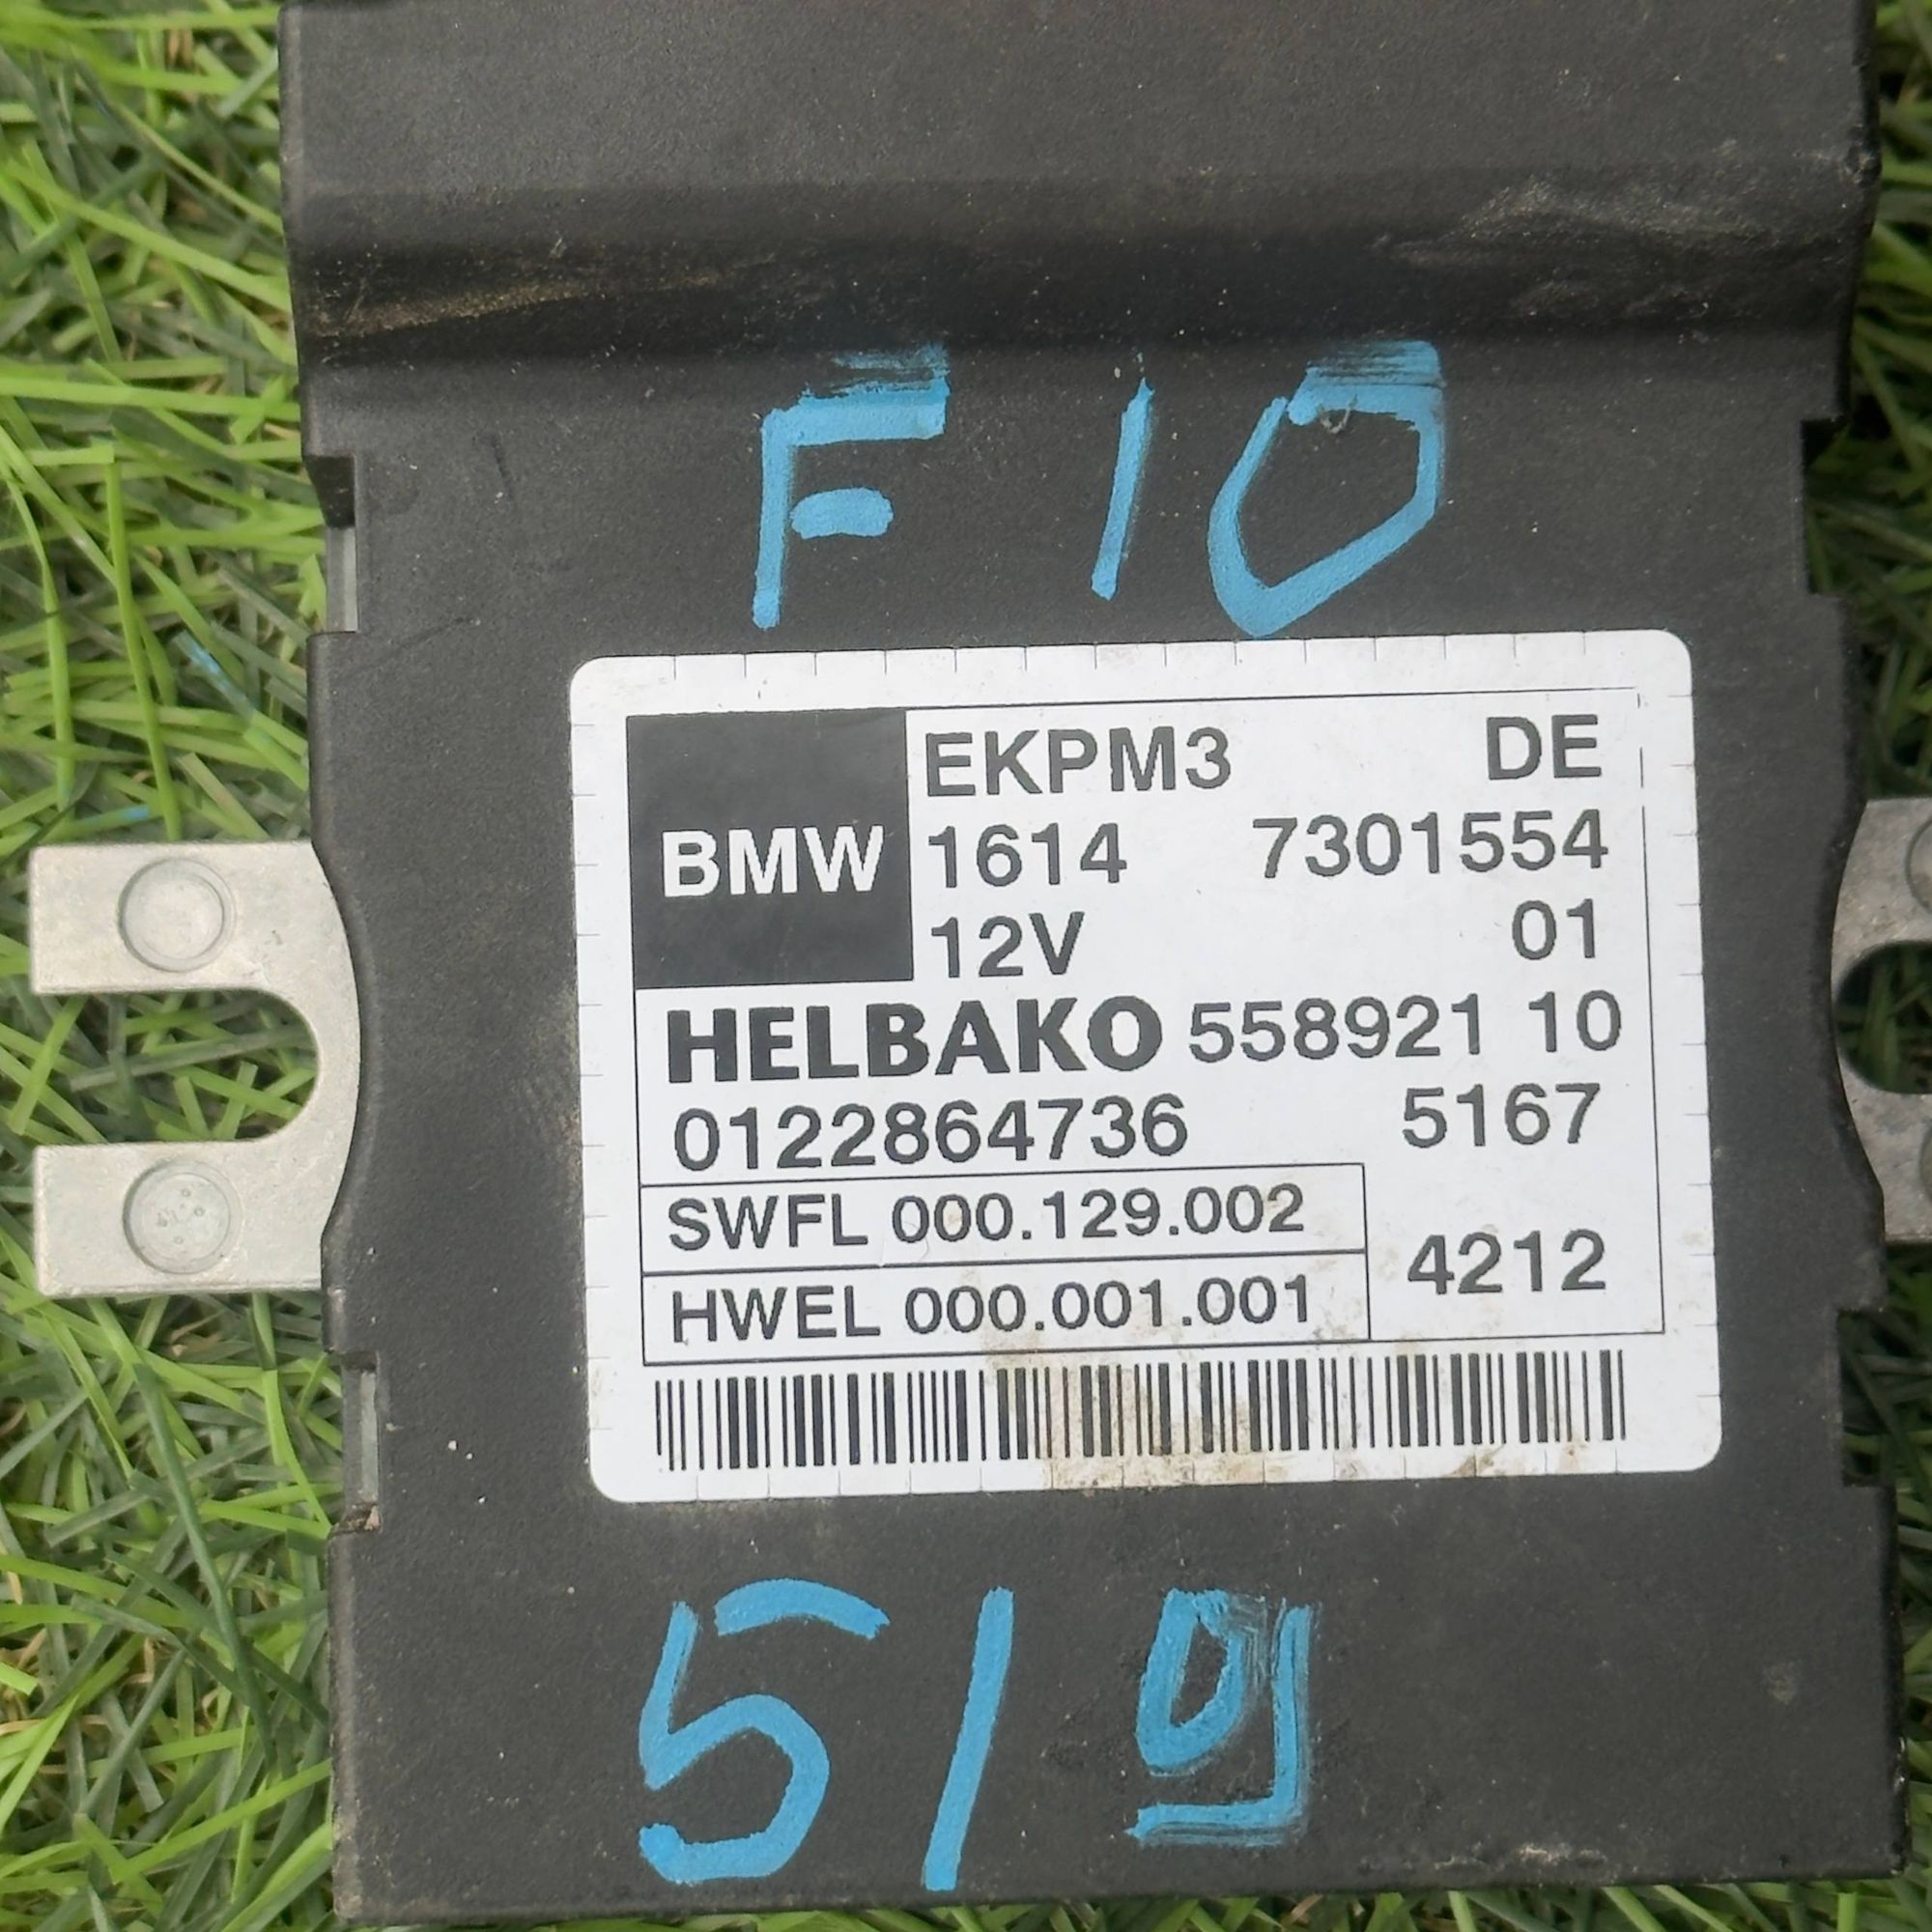 F10
BMW
EKPM3 DE
1614 7301554
12V 01
HELBAKO 558921 10
0122864736 5167
SWFL 000.129.002
4212
HWEL 000.001.001
519